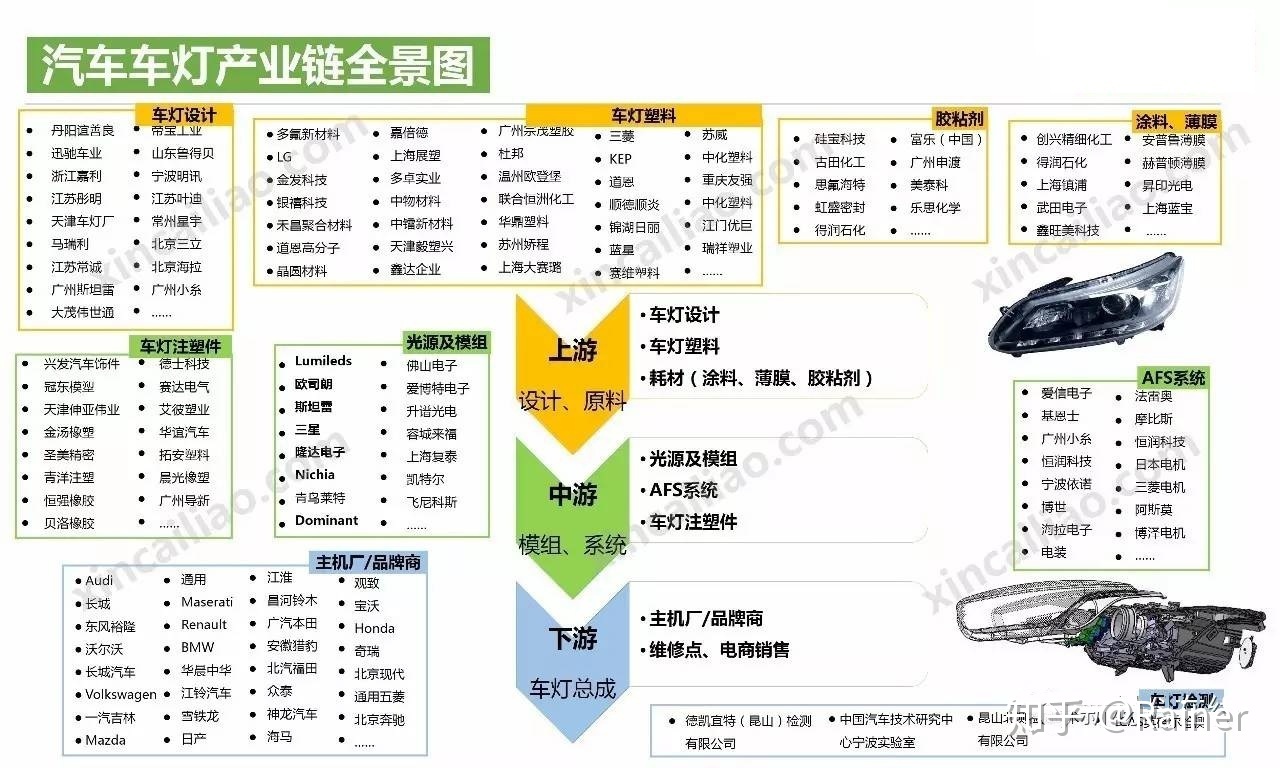 汽车车灯产业链全景图
车灯设计
丹阳谊善良
迅驰车业
浙江嘉利
江苏彤明
天津车灯厂
马瑞利
江苏常诚
广州斯坦雷
大茂伟世通
帝宝工业
山东鲁得贝
宁波明讯
江苏叶迪
常州星宇
北京三立
北京海拉
广州小糸
......
车灯塑料
多氟新材料
LG
金发科技
银禧科技
禾昌聚合材料
道恩高分子
晶圆材料
嘉倍德
上海展塑
多卓实业
中物材料
中镭新材料
天津毅塑兴
鑫达企业
广州宗茂塑胶
杜邦
温州欧登堡
联合恒洲化工
华鼎塑料
苏州娇程
上海大赛璐
三菱
KEP
道恩
顺德顺炎
锦湖日丽
蓝星
赛维塑料
苏威
中化塑料
重庆友强
中化塑料
江门优巨
瑞祥塑业
......
胶粘剂
硅宝科技
古田化工
思氟海特
虹盛密封
得润石化
富乐（中国）
广州申渡
美泰科
乐思化学
......
涂料、薄膜
创兴精细化工
得润石化
上海镇浦
武田电子
鑫旺美科技
安普鲁薄膜
赫普顿薄膜
昇印光电
上海蓝宝
......
上游
设计、原料
车灯设计
车灯塑料
耗材（涂料、薄膜、胶粘剂）
车灯注塑件
兴发汽车饰件
冠东模塑
天津伸亚伟业
金汤橡塑
圣美精密
青洋注塑
恒强橡胶
贝洛橡胶
德士科技
赛达电气
艾彼塑业
华谊汽车
拓安塑料
晨光橡塑
广州导新
......
光源及模组
Lumileds
欧司朗
斯坦雷
三星
隆达电子
Nichia
肯乌莱特
Dominant
佛山电子
爱博特电子
升谙光电
容城来福
上海复泰
凯特尔
飞尼科斯
......
中游
模组、系统
光源及模组
AFS系统
车灯注塑件
AFS系统
爱信电子
基恩士
广州小糸
恒润科技
宁波依诺
博世
海拉电子
电装
法雷奥
摩比斯
恒润科技
日本电机
三菱电机
阿斯莫
博泽电机
......
主机厂/品牌商
Audi
长城
东风裕隆
沃尔沃
长城汽车
Volkswagen
一汽吉林
Mazda
通用
Maserati
Renault
BMW
华晨中华
江铃汽车
雪铁龙
日产
江淮
昌河铃木
广汽本田
安徽猎豹
北汽福田
众泰
神龙汽车
海马
观致
宝沃
Honda
奇瑞
北京现代
通用五菱
北京奔驰
......
下游
车灯总成
主机厂/品牌商
维修点、电商销售
车灯检测
德凯宜特（昆山）检测
有限公司
中国汽车技术研究中
心宁波实验室
昆山
有限公司
知乎 @Rainer
xincailiao.com
xincailiao.com
xincailiao.com
xincailiao.com
xincailiao.com
xincailiao.com